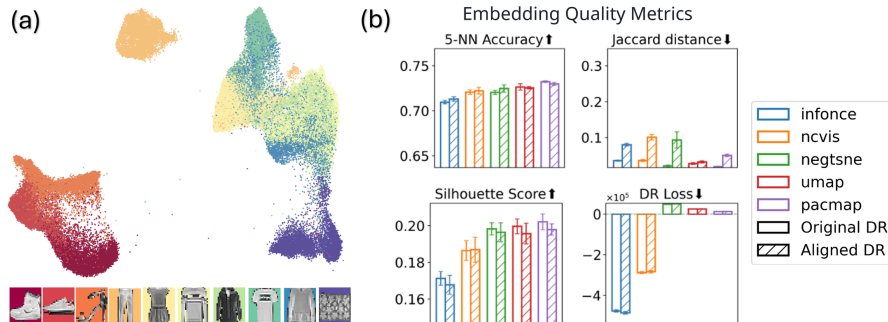 (a)
(b)
Embedding Quality Metrics
5-NN Accuracy⬆
0.75
0.70
0.65
Jaccard distance⬇
0.3
0.2
0.1
Silhouette Score⬆
0.20
0.18
0.16
DR Loss⬇
×10⁵
0
−2
−4
infonce
ncvis
negtsne
umap
pacmap
Original DR
Aligned DR